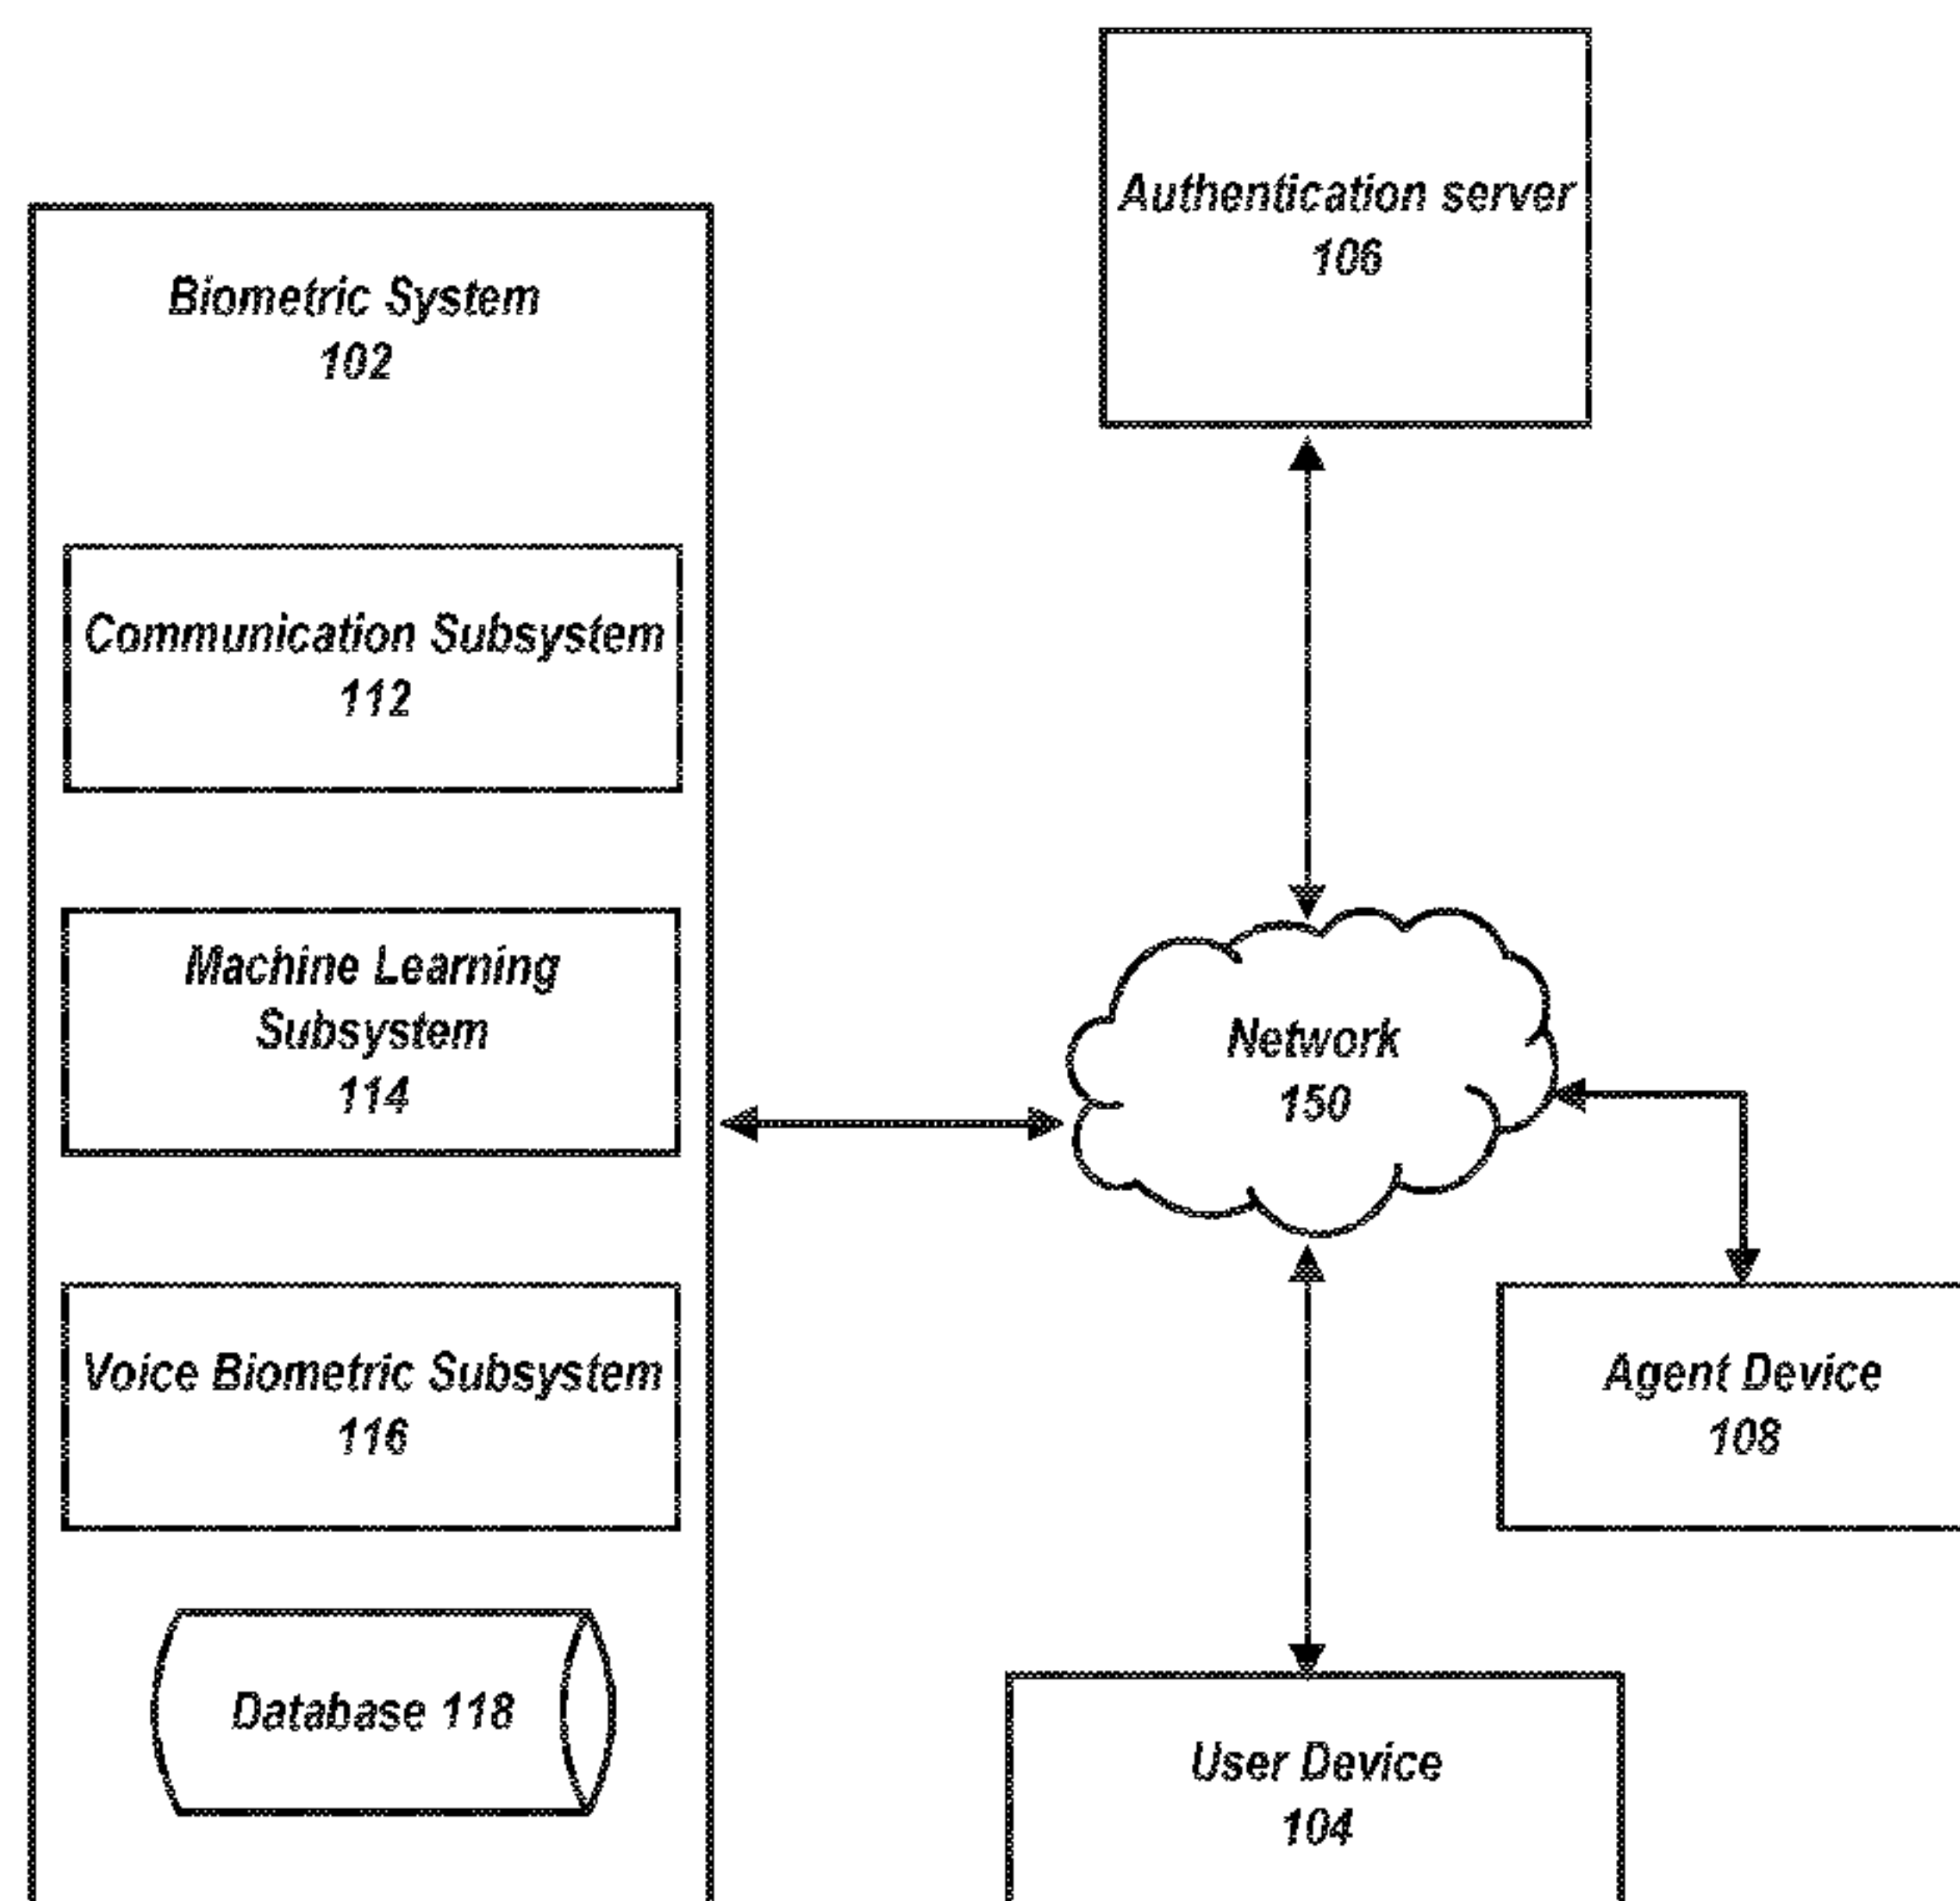 Authentication server
106
Biometric System
102
Communication Subsystem
112
Machine Learning
Subsystem
114
Network
150
Voice Biometric Subsystem
116
Agent Device
108
Database 118
User Device
104